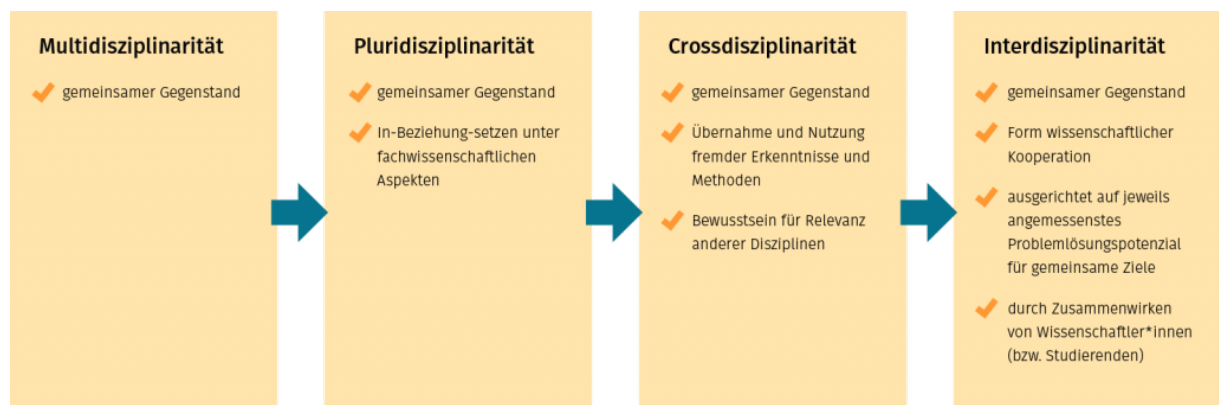 Multidisziplinarität
gemeinsamer Gegenstand
Pluridisziplinarität
gemeinsamer Gegenstand
In-Beziehung-setzen unter
fachwissenschaftlichen
Aspekten
Crossdisziplinarität
gemeinsamer Gegenstand
Übernahme und Nutzung
fremder Erkenntnisse und
Methoden
Bewusstsein für Relevanz
anderer Disziplinen
Interdisziplinarität
gemeinsamer Gegenstand
Form wissenschaftlicher
Kooperation
ausgerichtet auf jeweils
angemessenstes
Problemlösungspotenzial
für gemeinsame Ziele
durch Zusammenwirken
von Wissenschaftler*innen
(bzw. Studierenden)